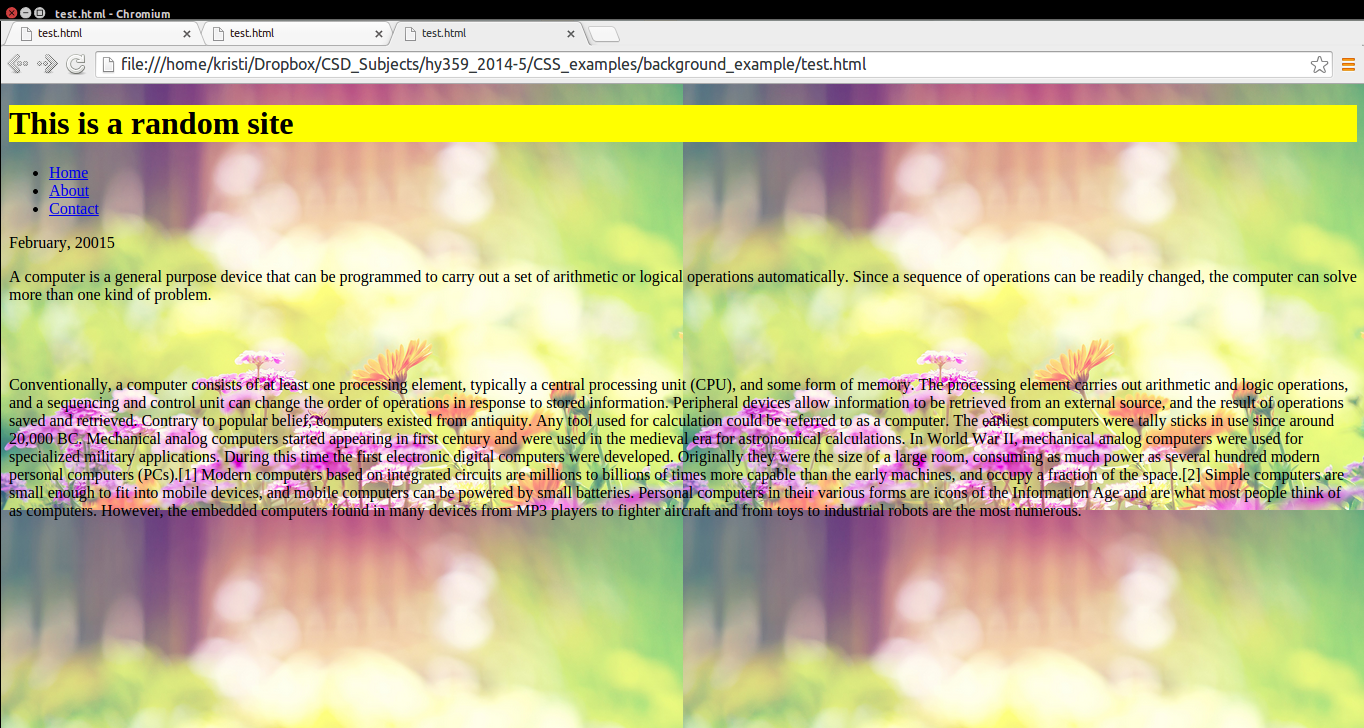 test.html - Chromium
test.html test.html test.html
file:///home/kristi/Dropbox/CSD_Subjects/hy359_2014-5/CSS_examples/background_example/test.html
This is a random site
Home
About
Contact
February, 20015
A computer is a general purpose device that can be programmed to carry out a set of arithmetic or logical operations automatically. Since a sequence of operations can be readily changed, the computer can solve
more than one kind of problem.
Conventionally, a computer consists of at least one processing element, typically a central processing unit (CPU), and some form of memory. The processing element carries out arithmetic and logic operations,
and a sequencing and control unit can change the order of operations in response to stored information. Peripheral devices allow information to be retrieved from an external source, and the result of operations
saved and retrieved. Contrary to popular belief, computers existed from antiquity. Any tool used for calculation could be referred to as a computer. The earliest computers were tally sticks in use since around
20,000 BC. Mechanical analog computers started appearing in first century and were used in the medieval era for astronomical calculations. In World War II, mechanical analog computers were used for
specialized military applications. During this time the first electronic digital computers were developed. Originally they were the size of a large room, consuming as much power as several hundred modern
personal computers (PCs).[1] Modern computers based on integrated circuits are millions to billions of times more capable than the early machines, and occupy a fraction of the space.[2] Simple computers are
small enough to fit into mobile devices, and mobile computers can be powered by small batteries. Personal computers in their various forms are icons of the Information Age and are what most people think of
as computers. However, the embedded computers found in many devices from MP3 players to fighter aircraft and from toys to industrial robots are the most numerous.